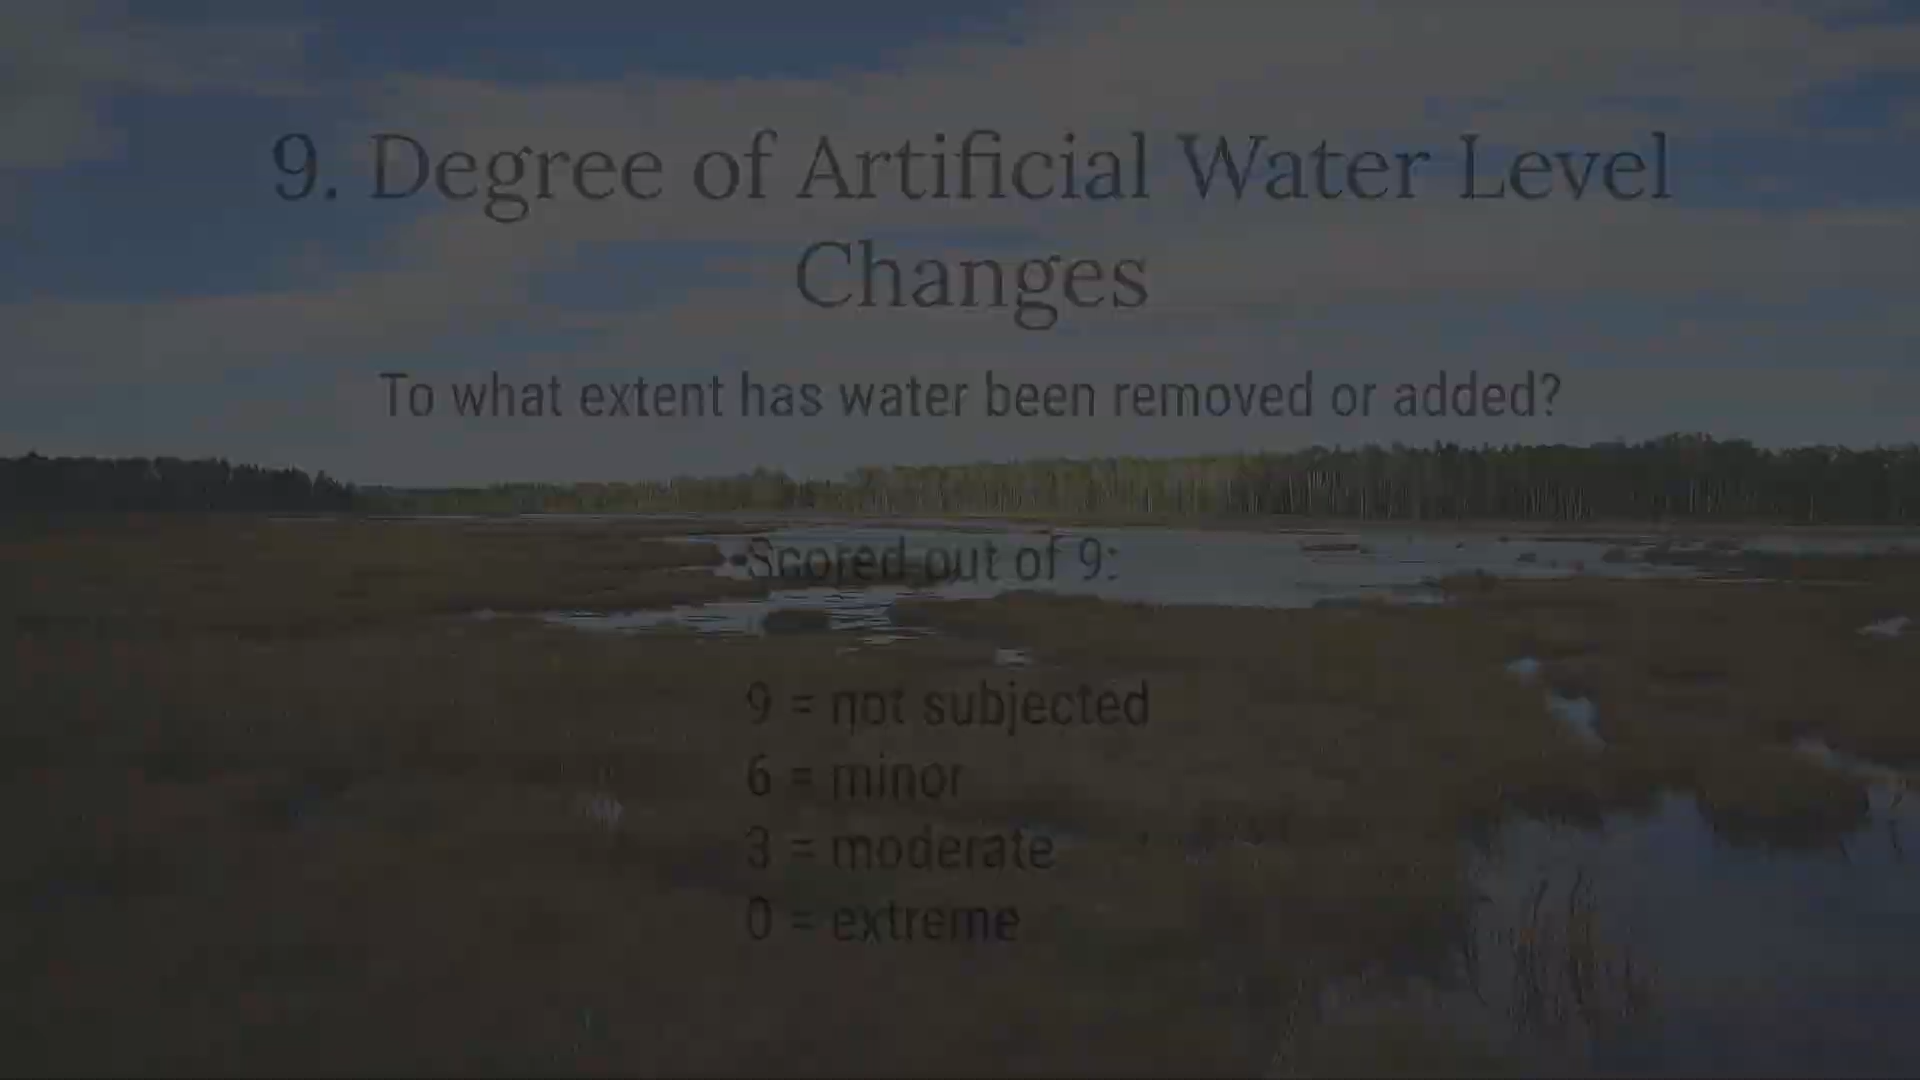 9. Degree of Artificial Water Level
Changes
To what extent has water been removed or added?
•Scored out of 9:
9 = not subjected
6 = minor
3 = moderate
0 = extreme